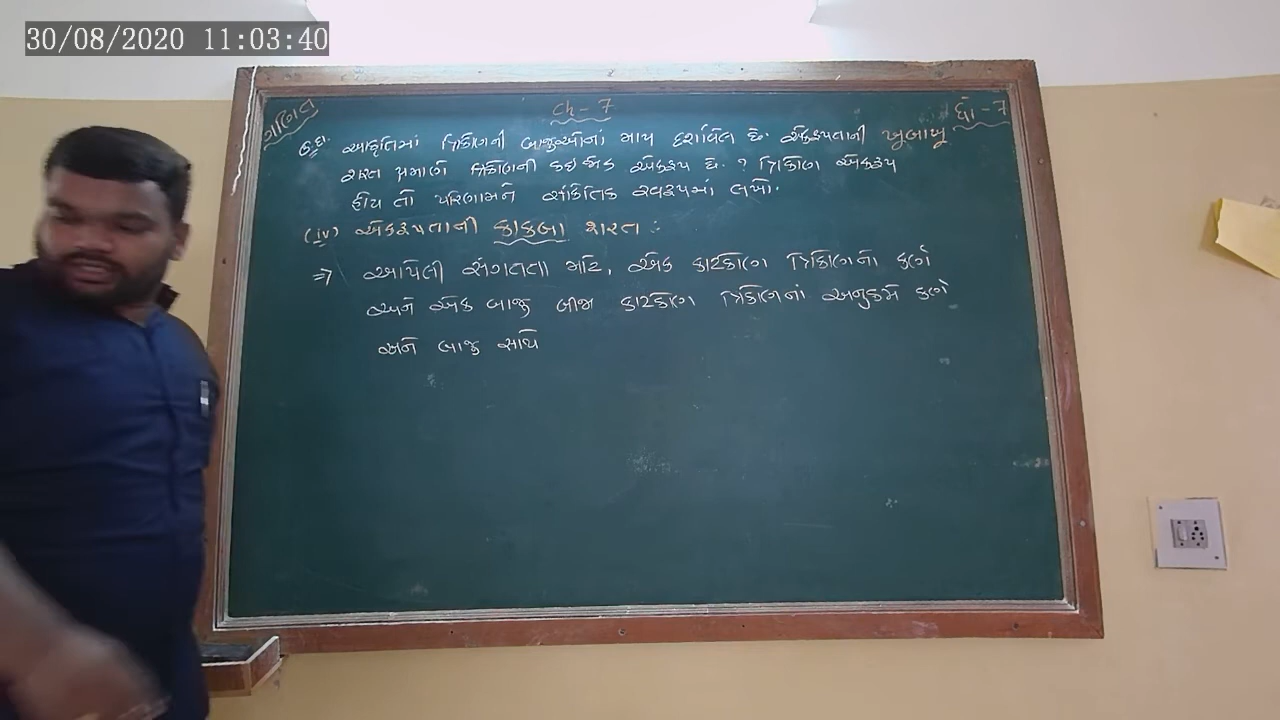 30/08/2020 11:03:40
ગણિત
Ch - 7
ધો - 7
ઉ.દા. આકૃતિમાં ત્રિકોણની બાજુઓનાં માપ દર્શાવેલ છે. એકરૂપતાની બાબાબા
શરત પ્રમાણે ત્રિકોણની કઈ જોડ એકરૂપ છે. ? ત્રિકોણ એકરૂપ
હોય તો પરિણામને સાંકેતિક સ્વરૂપમાં લખો.
(iv) એકરૂપતાની કાકબા શરત :
⇒ આપેલી સંગતતા માટે, એક કાટકોણ ત્રિકોણનો કર્ણ
અને એક બાજુ બીજા કાટકોણ ત્રિકોણનાં અનુક્રમે કર્ણ
અને બાજુ સાથે